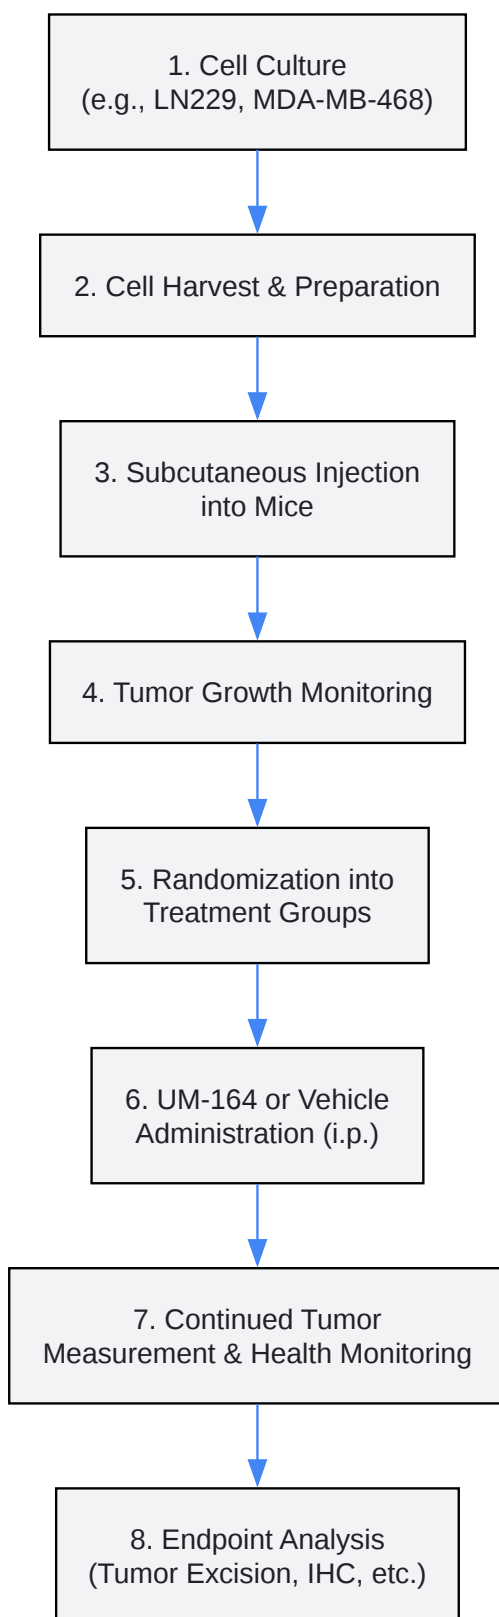 1. Cell Culture
(e.g., LN229, MDA-MB-468)
2. Cell Harvest & Preparation
3. Subcutaneous Injection
into Mice
4. Tumor Growth Monitoring
5. Randomization into
Treatment Groups
6. UM-164 or Vehicle
Administration (i.p.)
7. Continued Tumor
Measurement & Health Monitoring
8. Endpoint Analysis
(Tumor Excision, IHC, etc.)